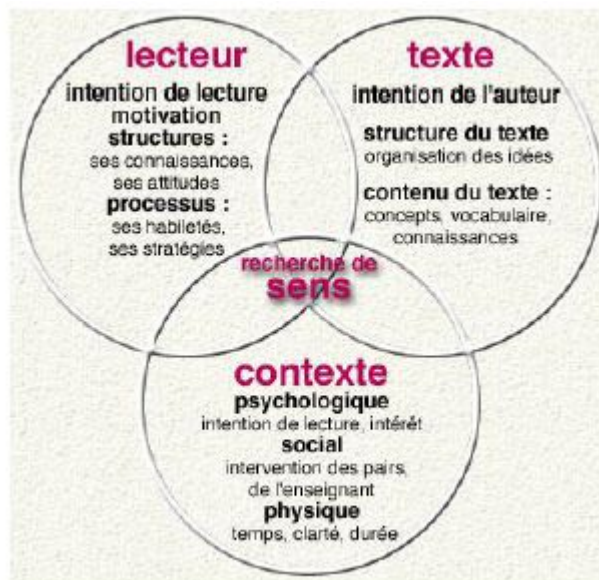 lecteur
intention de lecture
motivation
structures :
ses connaissances,
ses attitudes
processus :
ses habiletés,
ses stratégies
texte
intention de l'auteur
structure du texte
organisation des idées
contenu du texte :
concepts, vocabulaire,
connaissances
recherche de
sens
contexte
psychologique
intention de lecture, intérêt
social
intervention des pairs,
de l'enseignant
physique
temps, clarté, durée